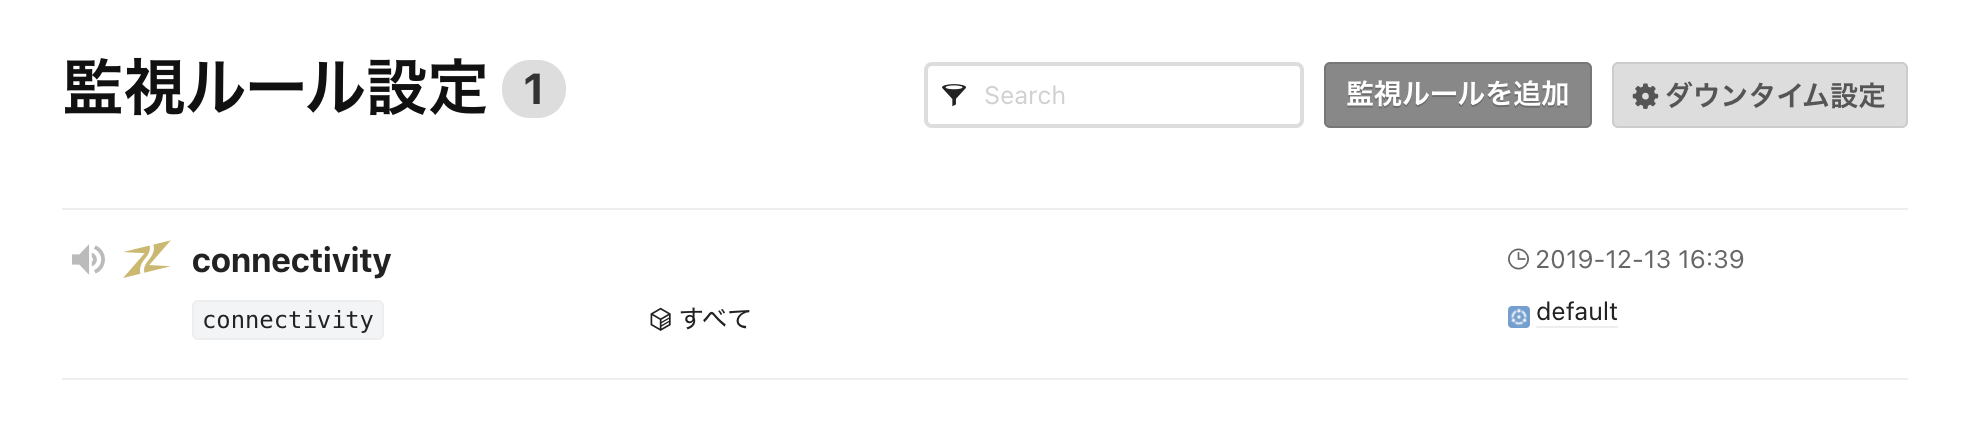 監視ルール設定 1
Search
監視ルールを追加
ダウンタイム設定
connectivity
2019-12-13 16:39
connectivity
すべて
default